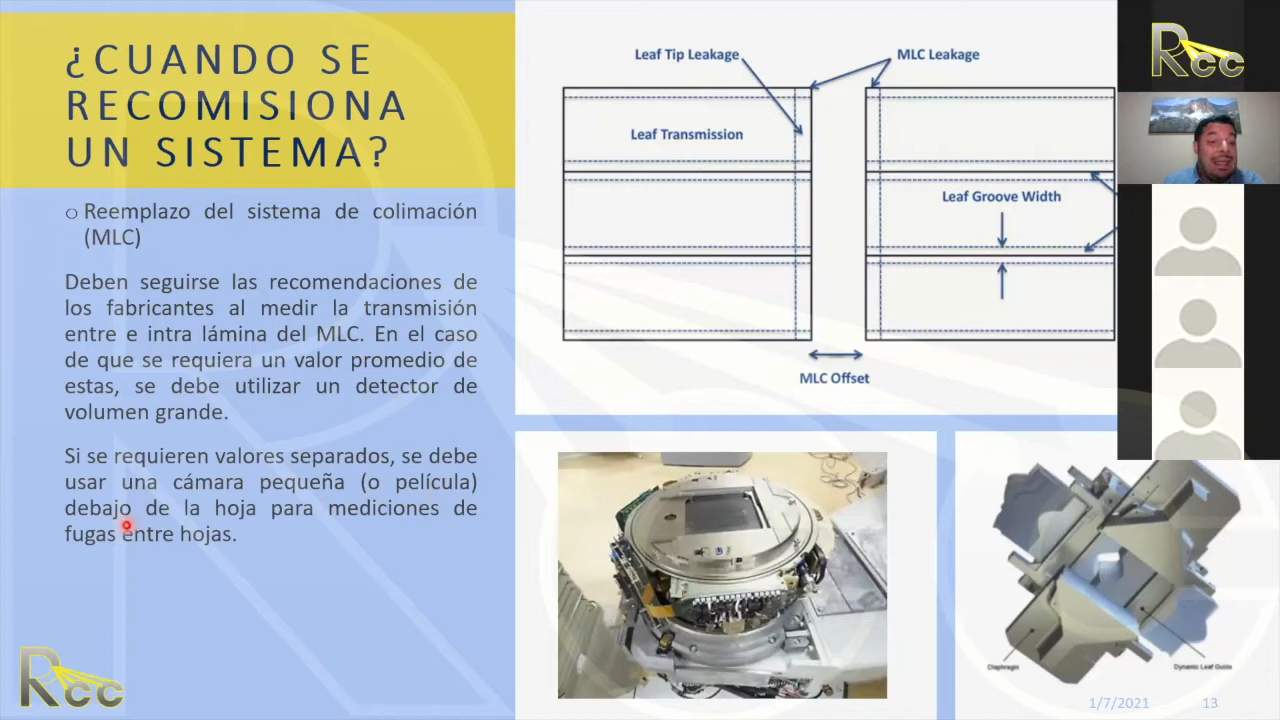 ¿CUANDO SE
RECOMISIONA
UN SISTEMA?
o Reemplazo del sistema de colimación
(MLC)
Deben seguirse las recomendaciones de
los fabricantes al medir la transmisión
entre e intra lámina del MLC. En el caso
de que se requiera un valor promedio de
estas, se debe utilizar un detector de
volumen grande.
Si se requieren valores separados, se debe
usar una cámara pequeña (o película)
debajo de la hoja para mediciones de
fugas entre hojas.
Rcc
Leaf Tip Leakage
MLC Leakage
Leaf Transmission
Leaf Groove Width
MLC Offset
Diaphragm
Dynamic Leaf Guide
1/7/2021
13
Rcc